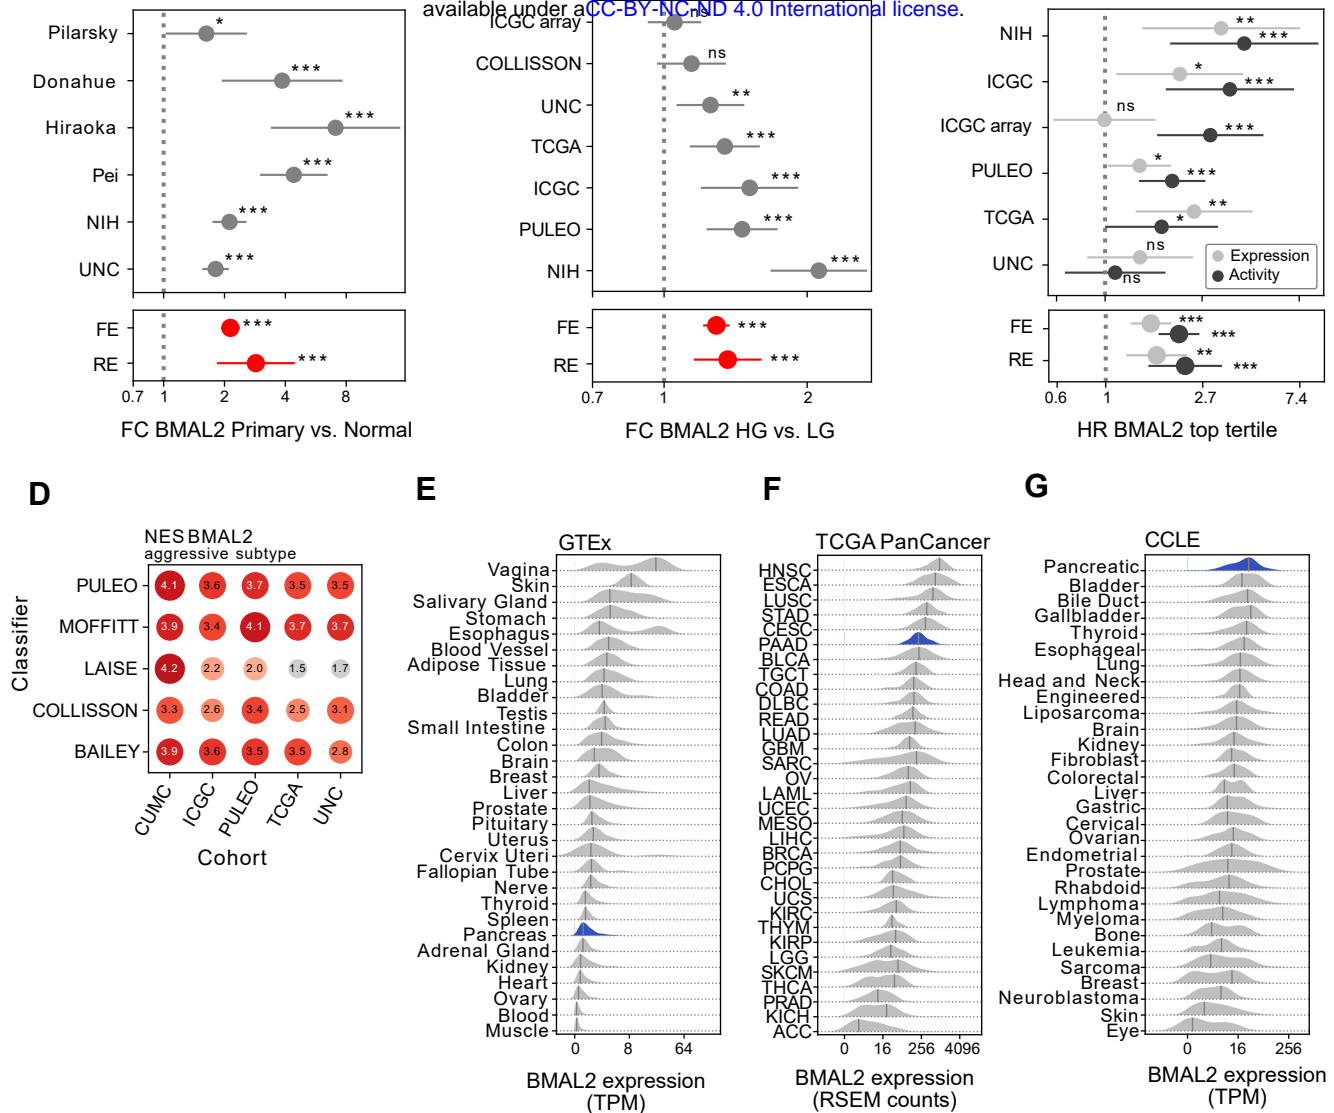 available under aCC-BY-NC-ND 4.0 International license.
Pilarsky
*
Donahue
***
Hiraoka
***
Pei
***
NIH
***
UNC
***
FE
***
RE
***
0.7 1 2 4 8
FC BMAL2 Primary vs. Normal
ICGC array
ns
COLLISSON
ns
UNC
**
TCGA
***
ICGC
***
PULEO
***
NIH
***
FE
***
RE
***
0.7 1 2
FC BMAL2 HG vs. LG
NIH
**
***
ICGC
*
***
ICGC array
ns
***
PULEO
*
***
TCGA
**
*
UNC
ns
ns
Expression
Activity
FE
***
***
RE
**
***
0.6 1 2.7 7.4
HR BMAL2 top tertile
D
NES BMAL2
aggressive subtype
Classifier
PULEO 4.1 3.6 3.7 3.5 3.5
MOFFITT 3.9 3.4 4.1 3.7 3.7
LAISE 4.2 2.2 2.0 1.5 1.7
COLLISSON 3.3 2.6 3.4 2.5 3.1
BAILEY 3.9 3.6 3.5 3.5 2.8
CUMC ICGC PULEO TCGA UNC
Cohort
E
GTEx
Vagina
Skin
Salivary Gland
Stomach
Esophagus
Blood Vessel
Adipose Tissue
Lung
Bladder
Testis
Small Intestine
Colon
Brain
Breast
Liver
Prostate
Pituitary
Uterus
Cervix Uteri
Fallopian Tube
Nerve
Thyroid
Spleen
Pancreas
Adrenal Gland
Kidney
Heart
Ovary
Blood
Muscle
0 8 64
BMAL2 expression
(TPM)
F
TCGA PanCancer
HNSC
ESCA
LUSC
STAD
CESC
PAAD
BLCA
TGCT
COAD
DLBC
READ
LUAD
GBM
SARC
OV
LAML
UCEC
MESO
LIHC
BRCA
PCPG
CHOL
UCS
KIRC
THYM
KIRP
LGG
SKCM
THCA
PRAD
KICH
ACC
0 16 256 4096
BMAL2 expression
(RSEM counts)
G
CCLE
Pancreatic
Bladder
Bile Duct
Gallbladder
Thyroid
Esophageal
Lung
Head and Neck
Engineered
Liposarcoma
Brain
Kidney
Fibroblast
Colorectal
Liver
Gastric
Cervical
Ovarian
Endometrial
Prostate
Rhabdoid
Lymphoma
Myeloma
Bone
Leukemia
Sarcoma
Breast
Neuroblastoma
Skin
Eye
0 16 256
BMAL2 expression
(TPM)